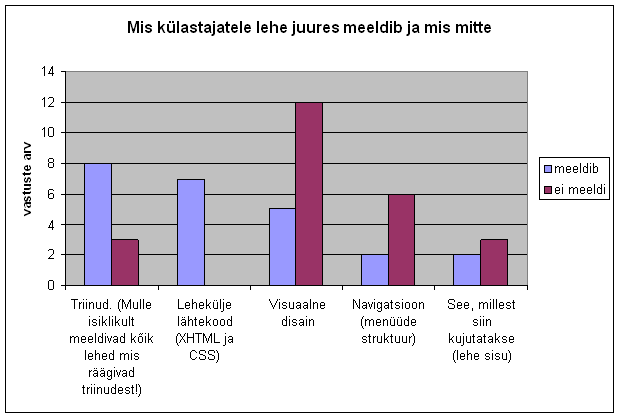 Mis külastajatele lehe juures meeldib ja mis mitte
vastuste arv
14
12
10
8
6
4
2
0
Triinud. (Mulle
isiklikult
meeldivad kõik
lehed mis
räägivad
triinudest!)
Lehekülje
lähtekood
(XHTML ja
CSS)
Visuaalne
disain
Navigatsioon
(menüüde
struktuur)
See, millest
siin
kujutatakse
(lehe sisu)
meeldib
ei meeldi